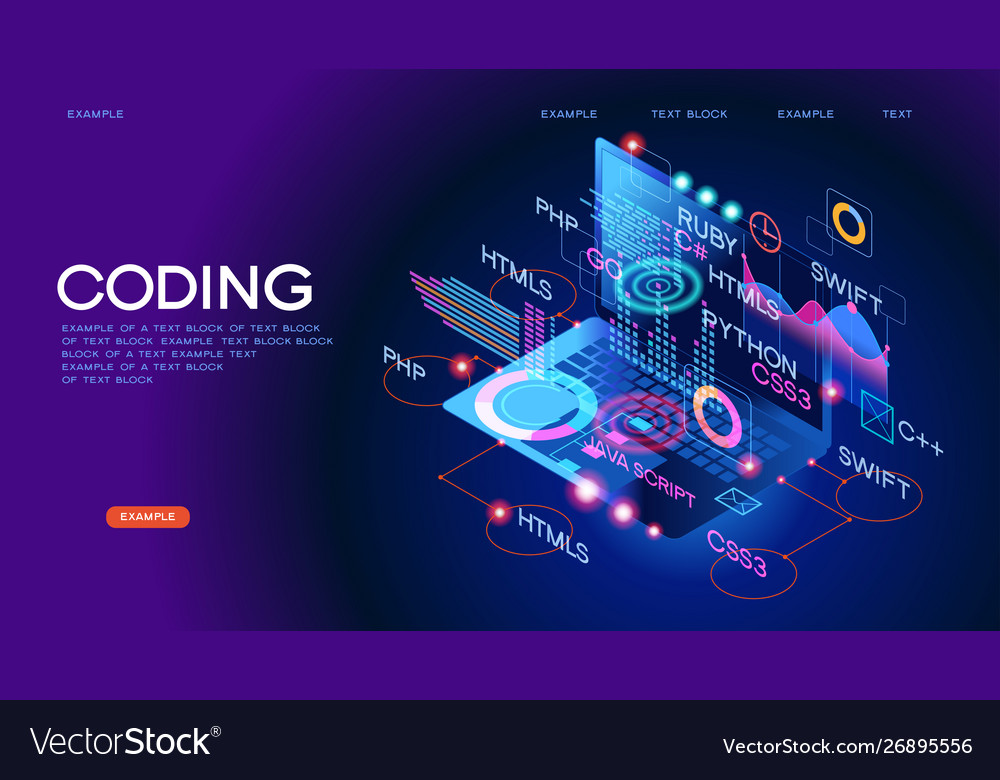 EXAMPLE
EXAMPLE TEXT BLOCK EXAMPLE TEXT
PHP
RUBY
C#
HTMLS
GO
HTMLS
SWIFT
PYTHON
PHP
CSS3
C++
CODING
EXAMPLE OF A TEXT BLOCK OF TEXT BLOCK
OF TEXT BLOCK EXAMPLE TEXT BLOCK BLOCK
BLOCK OF A TEXT EXAMPLE TEXT
EXAMPLE OF A TEXT BLOCK
OF TEXT BLOCK
JAVA SCRIPT
SWIFT
EXAMPLE
HTMLS
CSS3
VectorStock®
VectorStock.com/26895556